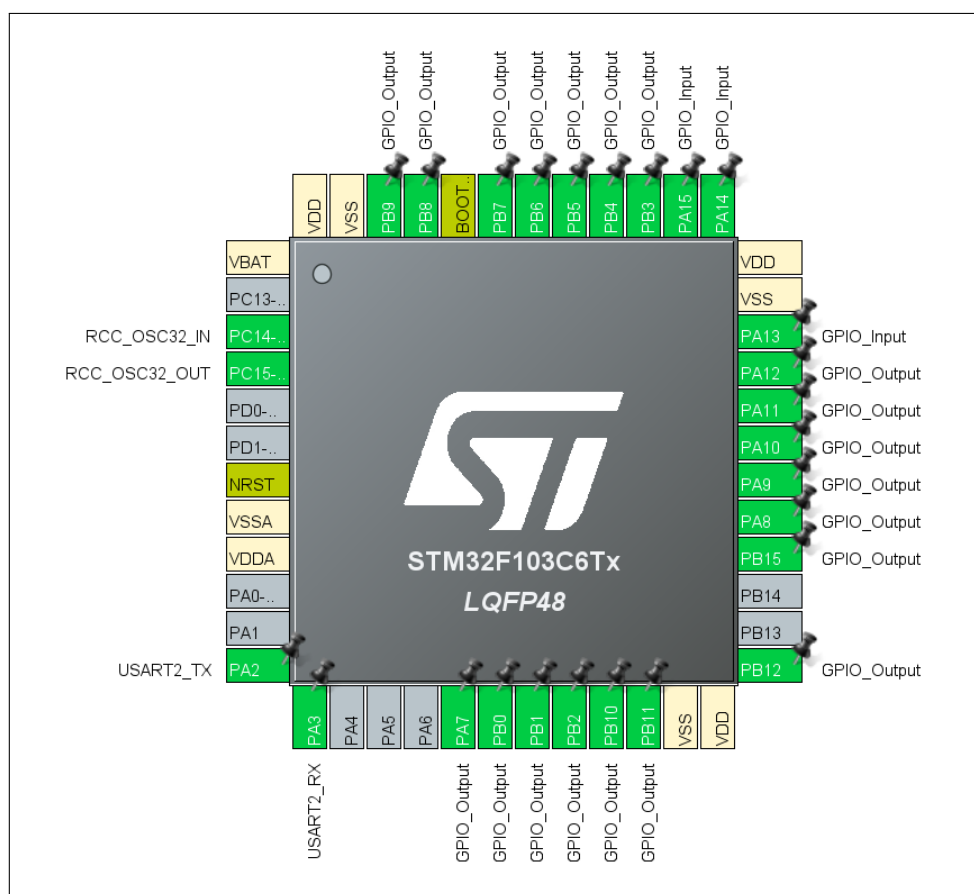 GPIO_Output
GPIO_Output
GPIO_Output
GPIO_Output
GPIO_Output
GPIO_Output
GPIO_Output
GPIO_Input
GPIO_Input
VDD
VSS
PB9
PB8
BOOT..
PB7
PB6
PB5
PB4
PB3
PA15
PA14
VBAT
PC13-..
RCC_OSC32_IN PC14-..
RCC_OSC32_OUT PC15-..
PD0-..
PD1-..
NRST
VSSA
VDDA
PA0-..
PA1
USART2_TX PA2
VDD
VSS
PA13 GPIO_Input
PA12 GPIO_Output
PA11 GPIO_Output
PA10 GPIO_Output
PA9 GPIO_Output
PA8 GPIO_Output
PB15 GPIO_Output
PB14
PB13
PB12 GPIO_Output
ST
STM32F103C6Tx
LQFP48
PA3
PA4
PA5
PA6
PA7
PB0
PB1
PB2
PB10
PB11
VSS
VDD
USART2_RX
GPIO_Output
GPIO_Output
GPIO_Output
GPIO_Output
GPIO_Output
GPIO_Output